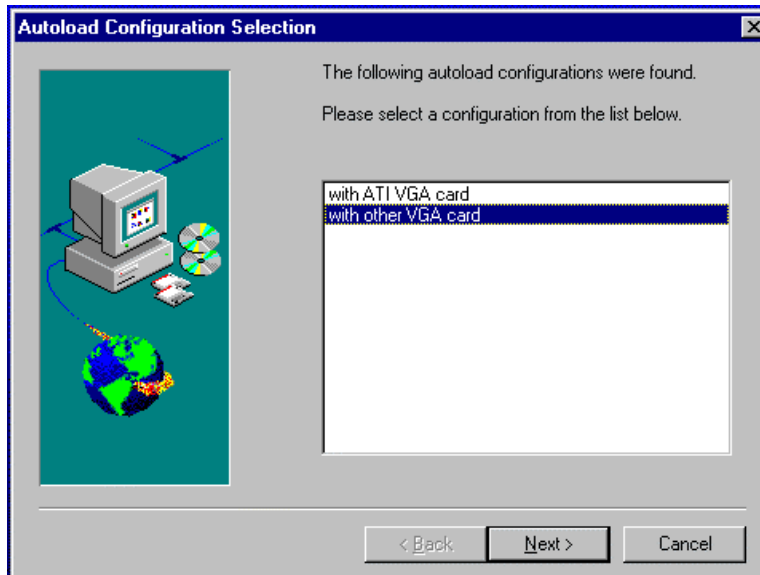 Autoload Configuration Selection
The following autoload configurations were found.
Please select a configuration from the list below.
with ATI VGA card
with other VGA card
< Back
Next >
Cancel